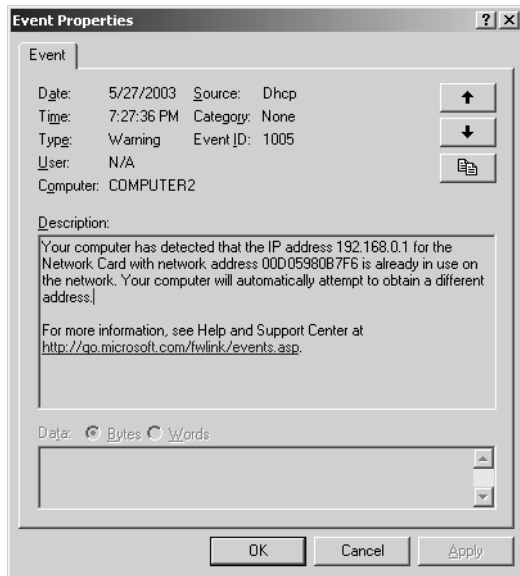 Event Properties
Event
Date: 5/27/2003 Source: Dhcp
Time: 7:27:36 PM Category: None
Type: Warning Event ID: 1005
User: N/A
Computer: COMPUTER2
Description:
Your computer has detected that the IP address 192.168.0.1 for the
Network Card with network address 00D05980B7F6 is already in use on
the network. Your computer will automatically attempt to obtain a different
address.
For more information, see Help and Support Center at
http://go.microsoft.com/fwlink/events.asp.
Data: Bytes Words
OK Cancel Apply